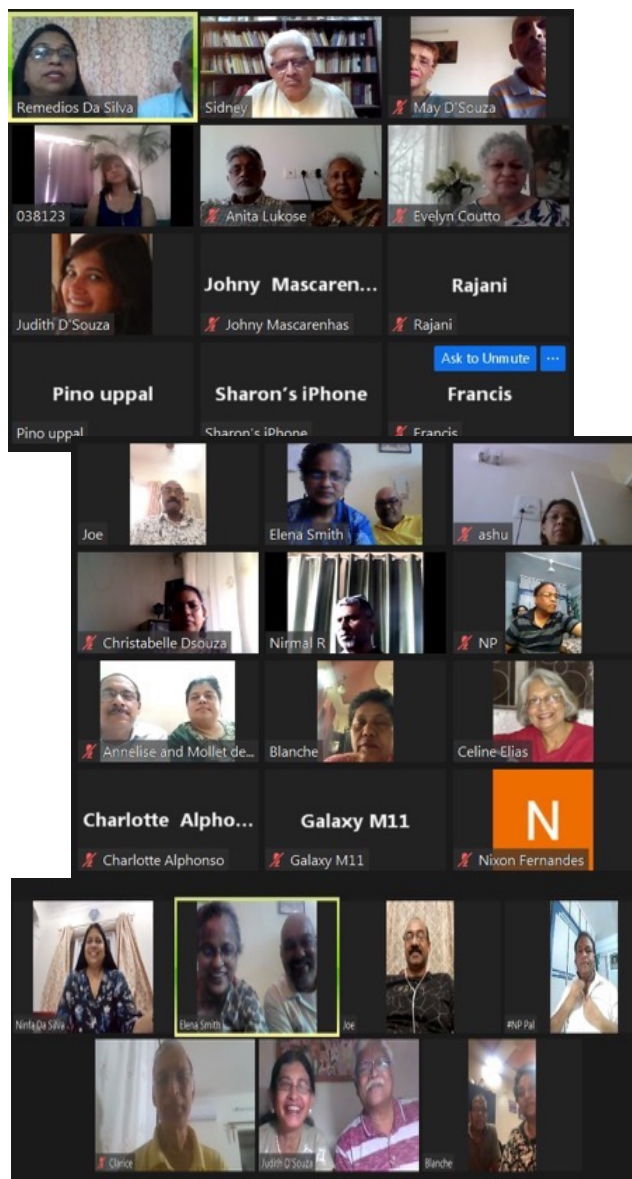 Remedios Da Silva
Sidney
May D'Souza
038123
Anita Lukose
Evelyn Coutto
Judith D'Souza
Johny Mascaren...
Johny Mascarenhas
Rajani
Rajani
Ask to Unmute ...
Pino uppal
Pino uppal
Sharon's iPhone
Sharon's iPhone
Francis
Francis
Joe
Elena Smith
ashu
Christabelle Dsouza
Nirmal R
NP
Annelise and Mollet de...
Blanche
Celine Elias
Charlotte Alpho...
Charlotte Alphonso
Galaxy M11
Galaxy M11
N
Nixon Fernandes
Ninfa Da Silva
Elena Smith
Joe
#NP Pal
Clarice
Judith D'Souza
Blanche